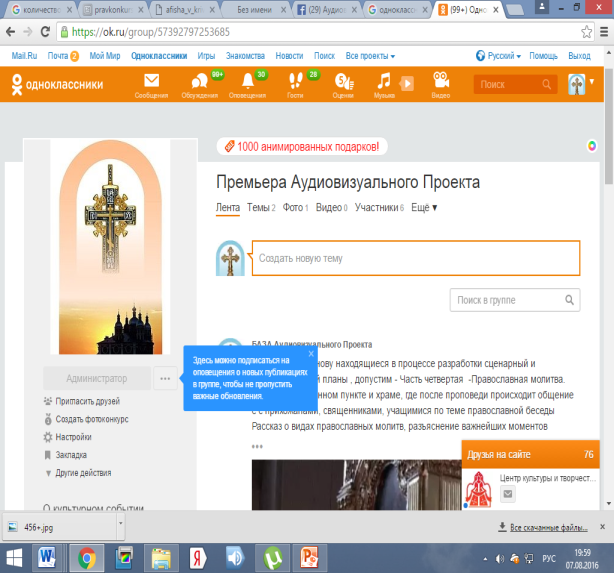 количество
pravkonkur
afisha_v_kni
Без имени
(29) Аудиов
одноклассн
(99+) Одно
https://ok.ru/group/57392797253685
Mail.Ru Почта 2 Мой Мир Одноклассники Игры Знакомства Новости Поиск Все проекты Русский Помощь Выход
одноклассники
99+ 30 28
Сообщения Обсуждения Оповещения Гости Оценки Музыка Видео
Поиск
1000 анимированных подарков!
Премьера Аудиовизуального Проекта
Лента Темы 2 Фото 1 Видео 0 Участники 6 Ещё
Создать новую тему
Поиск в группе
БАЗА Аудиовизуального Проекта
нову находящиеся в процессе разработки сценарный и
планы , допустим - Часть четвертая -Православная молитва.
нном пункте и храме, где после проповеди происходит общение
с прихожанами, священниками, учащимися по теме православной беседы
Рассказ о видах православных молитв, разъяснение важнейших моментов
Здесь можно подписаться на
оповещения о новых публикациях
в группе, чтобы не пропустить
важные обновления.
Администратор
Пригласить друзей
Создать фотоконкурс
Настройки
Закладка
Другие действия
О культурном событии
Друзья на сайте 76
Центр культуры и творчест...
456+.jpg
Все скачанные файлы...
РУС
19:59
07.08.2016